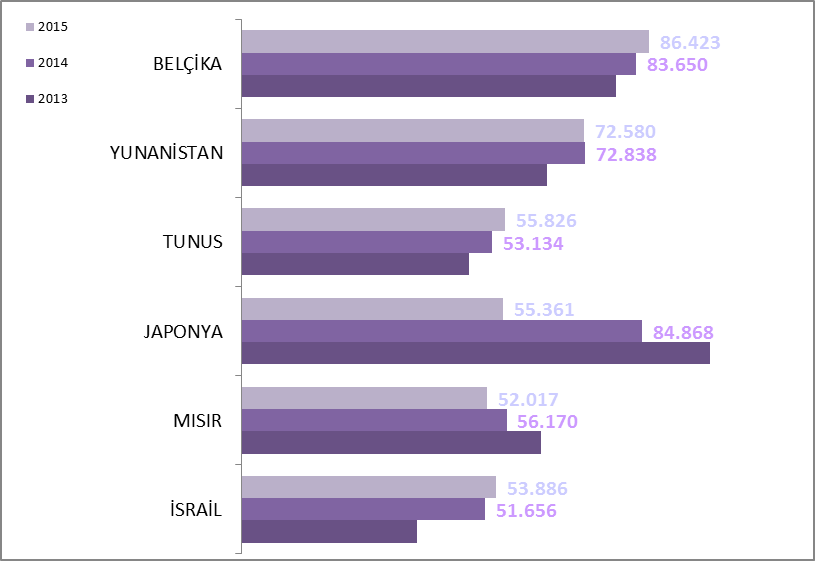 2015
2014
2013
BELÇİKA
86.423
83.650
YUNANİSTAN
72.580
72.838
TUNUS
55.826
53.134
JAPONYA
55.361
84.868
MISIR
52.017
56.170
İSRAİL
53.886
51.656